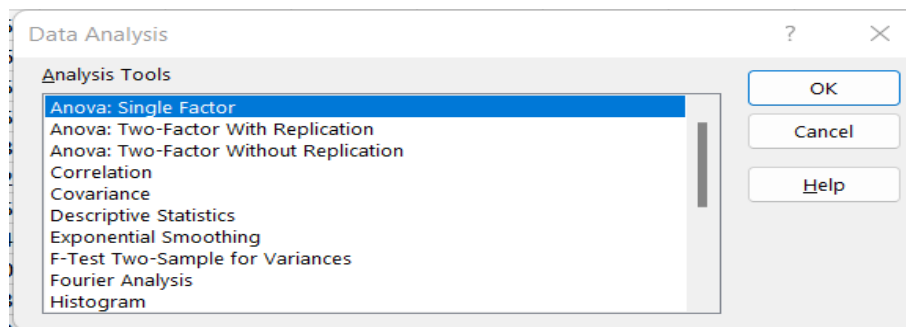 Data Analysis
?
Analysis Tools
Anova: Single Factor
Anova: Two-Factor With Replication
Anova: Two-Factor Without Replication
Correlation
Covariance
Descriptive Statistics
Exponential Smoothing
F-Test Two-Sample for Variances
Fourier Analysis
Histogram
OK
Cancel
Help